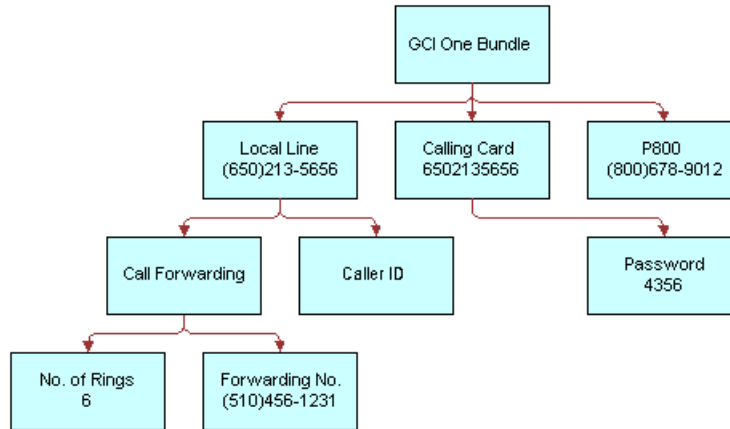 GCI One Bundle
Local Line
(650)213-5656
Calling Card
6502135656
P800
(800)678-9012
Call Forwarding
Caller ID
Password
4356
No. of Rings
6
Forwarding No.
(510)456-1231